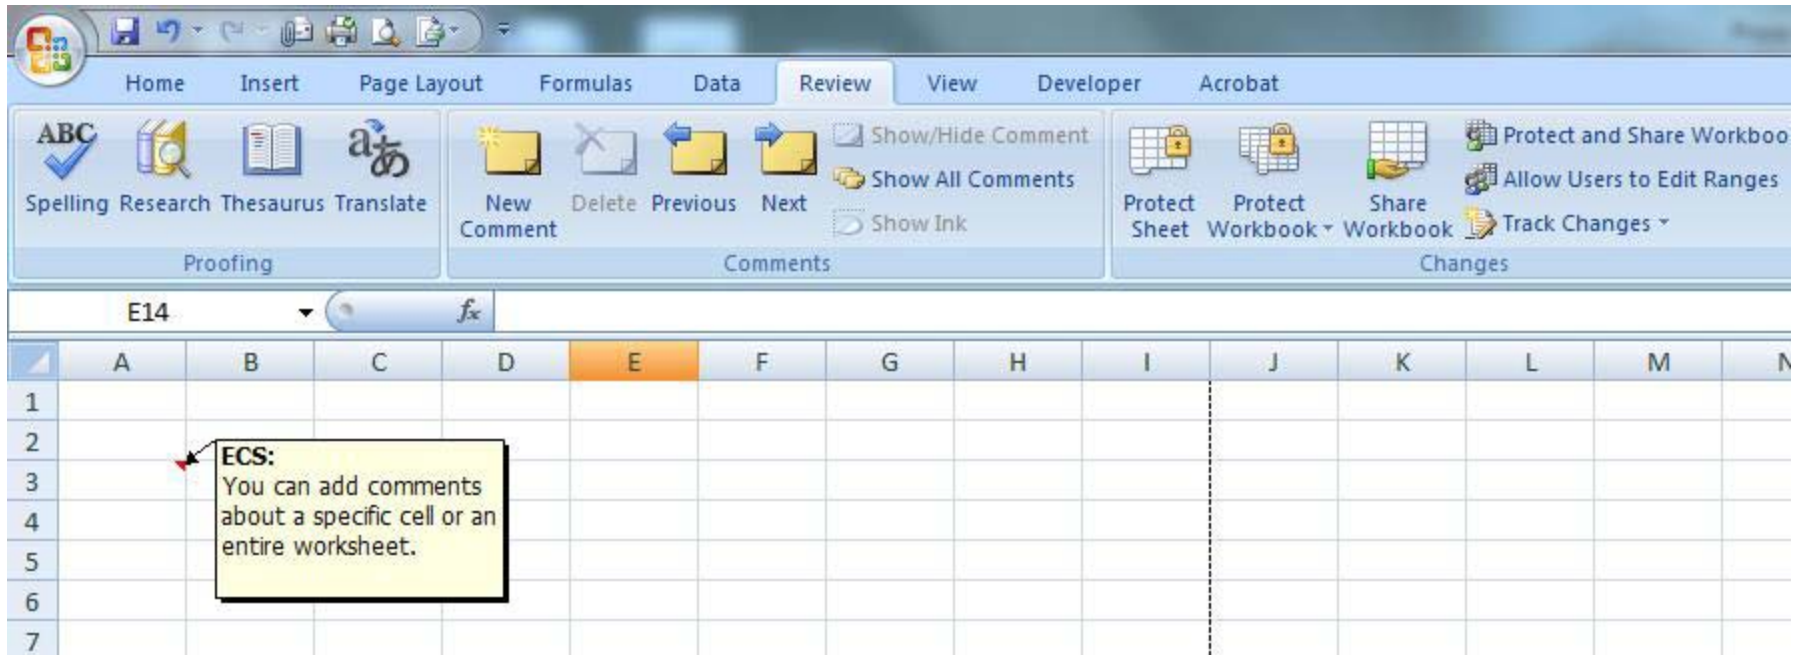 Home Insert Page Layout Formulas Data Review View Developer Acrobat
ABC
Spelling Research Thesaurus Translate
Proofing
New
Comment
Delete Previous Next
Show/Hide Comment
Show All Comments
Show Ink
Comments
Protect
Sheet
Protect
Workbook
Share
Workbook
Protect and Share Workboo
Allow Users to Edit Ranges
Track Changes
Changes
E14 fx
A B C D E F G H I J K L M N
1
2
3
4
5
6
7
ECS:
You can add comments
about a specific cell or an
entire worksheet.